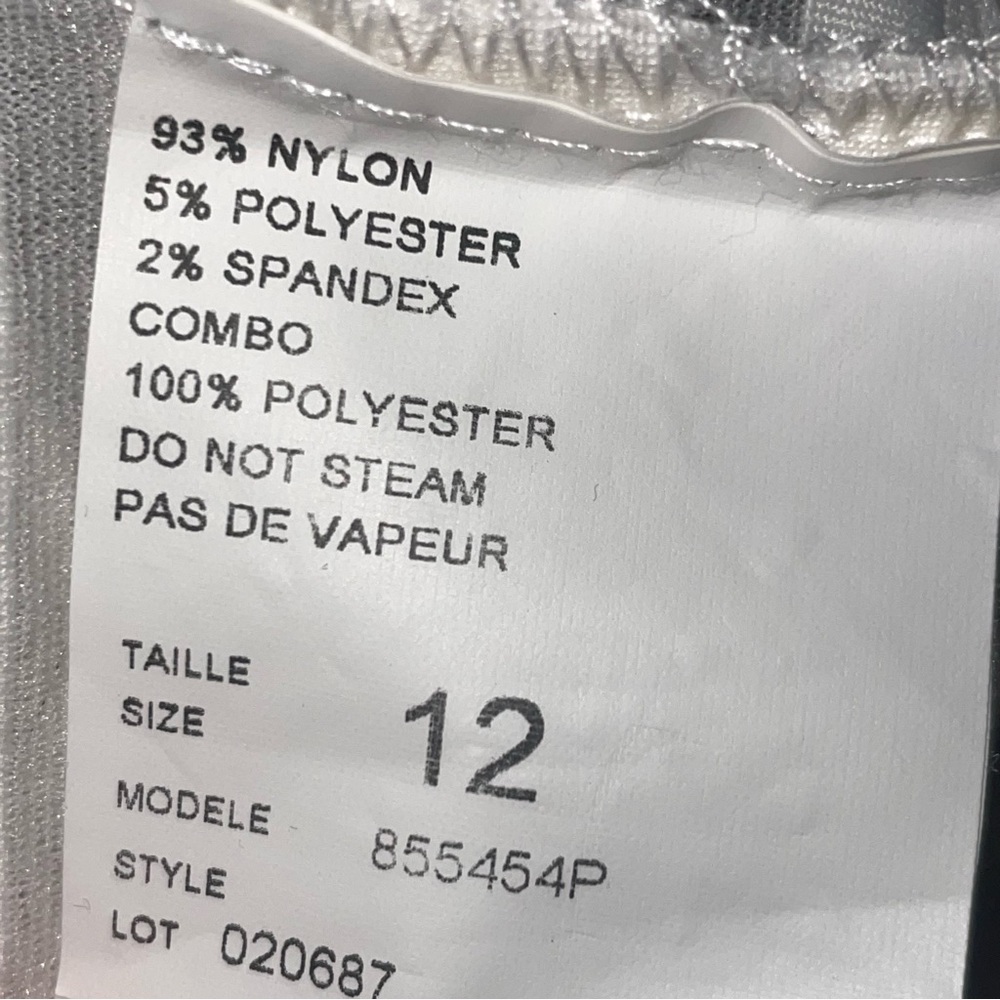 93% NYLON
5% POLYESTER
2% SPANDEX
COMBO
100% POLYESTER
DO NOT STEAM
PAS DE VAPEUR
TAILLE
SIZE
12
MODELE
855454P
STYLE
LOT 020687